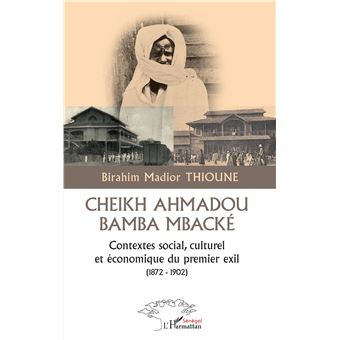 Birahim Madior THIOUNE
CHEIKH AHMADOU
BAMBA MBACKÉ
Contextes social, culturel
et économique du premier exil
(1872 - 1902)
Sénégal
L'Harmattan